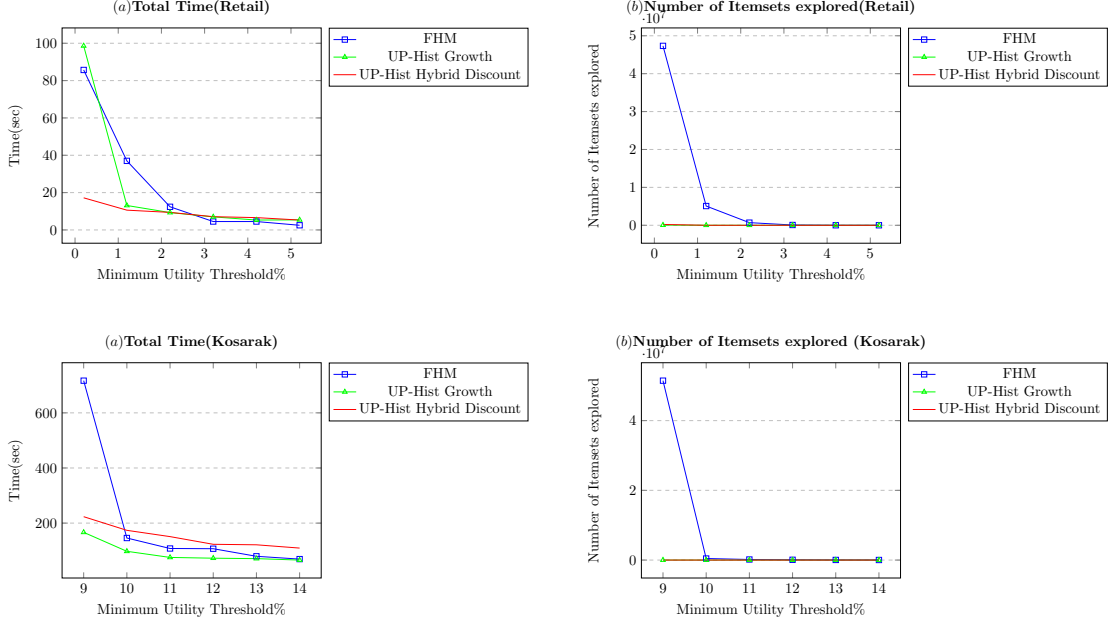 (a)Total Time(Retail)
100
80
60
40
20
0
0 1 2 3 4 5
Time(sec)
Minimum Utility Threshold%
FHM
UP-Hist Growth
UP-Hist Hybrid Discount
(b)Number of Itemsets explored(Retail)
·10⁷
5
4
3
2
1
0
0 1 2 3 4 5
Number of Itemsets explored
Minimum Utility Threshold%
FHM
UP-Hist Growth
UP-Hist Hybrid Discount
(a)Total Time(Kosarak)
600
400
200
9 10 11 12 13 14
Time(sec)
Minimum Utility Threshold%
FHM
UP-Hist Growth
UP-Hist Hybrid Discount
(b)Number of Itemsets explored (Kosarak)
·10⁷
4
2
0
9 10 11 12 13 14
Number of Itemsets explored
Minimum Utility Threshold%
FHM
UP-Hist Growth
UP-Hist Hybrid Discount